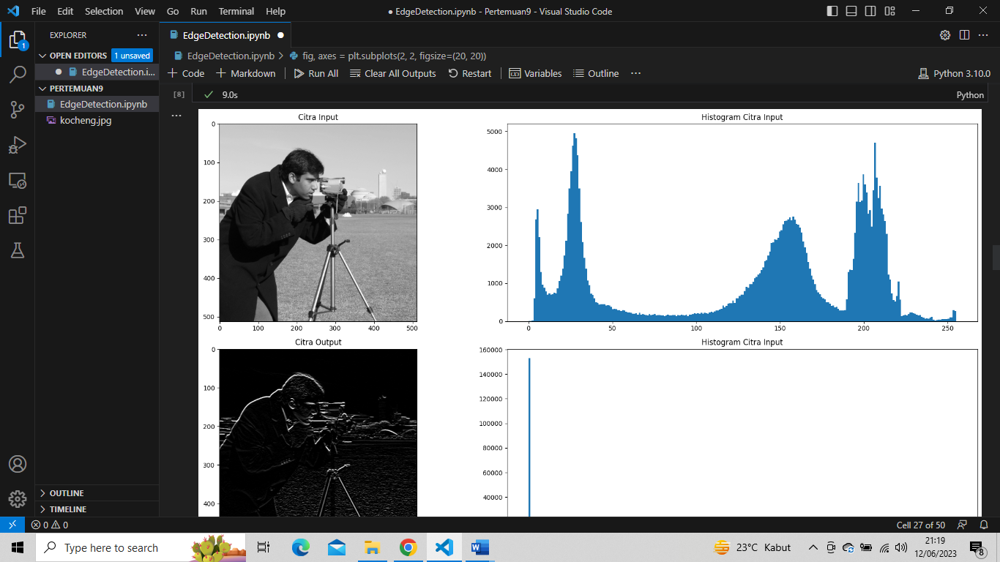 File Edit Selection View Go Run Terminal Help
● EdgeDetection.ipynb - Pertemuan9 - Visual Studio Code
EXPLORER
OPEN EDITORS 1 unsaved
EdgeDetection.i...
PERTEMUAN9
EdgeDetection.ipynb
kocheng.jpg
OUTLINE
TIMELINE
1
EdgeDetection.ipynb
EdgeDetection.ipynb > fig, axes = plt.subplots(2, 2, figsize=(20, 20))
+ Code + Markdown Run All Clear All Outputs Restart Variables Outline ... Python 3.10.0
[8] 9.0s Python
Citra Input
0
100
200
300
400
500
0 100 200 300 400 500
Histogram Citra Input
5000
4000
3000
2000
1000
0
0 50 100 150 200 250
Citra Output
0
100
200
300
400
Histogram Citra Input
160000
140000
120000
100000
80000
60000
40000
0 0 Cell 27 of 50
Type here to search
23°C Kabut
21:19
12/06/2023
8